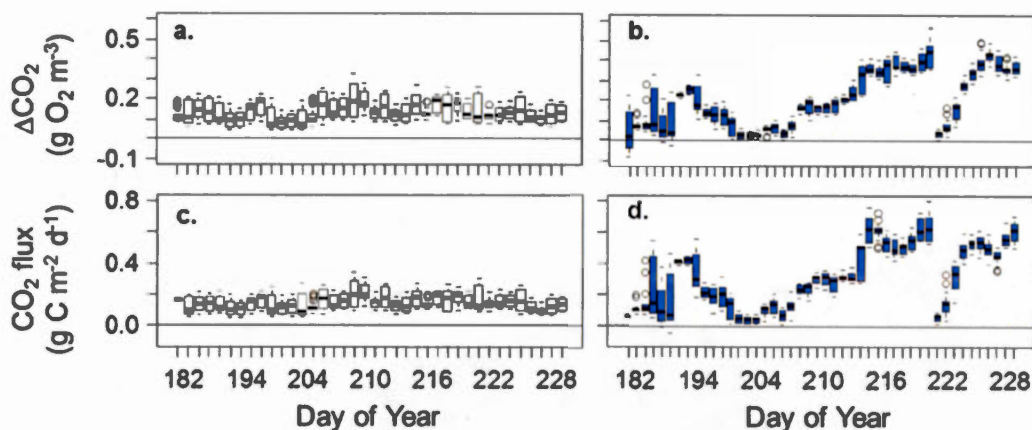 ΔCO₂
(g O₂ m⁻³)
0.5
0.2
-0.1
a.
b.
CO₂ flux
(g C m⁻² d⁻¹)
0.8
0.4
0.0
c.
d.
182 194 204 210 216 222 228
182 194 204 210 216 222 228
Day of Year
Day of Year